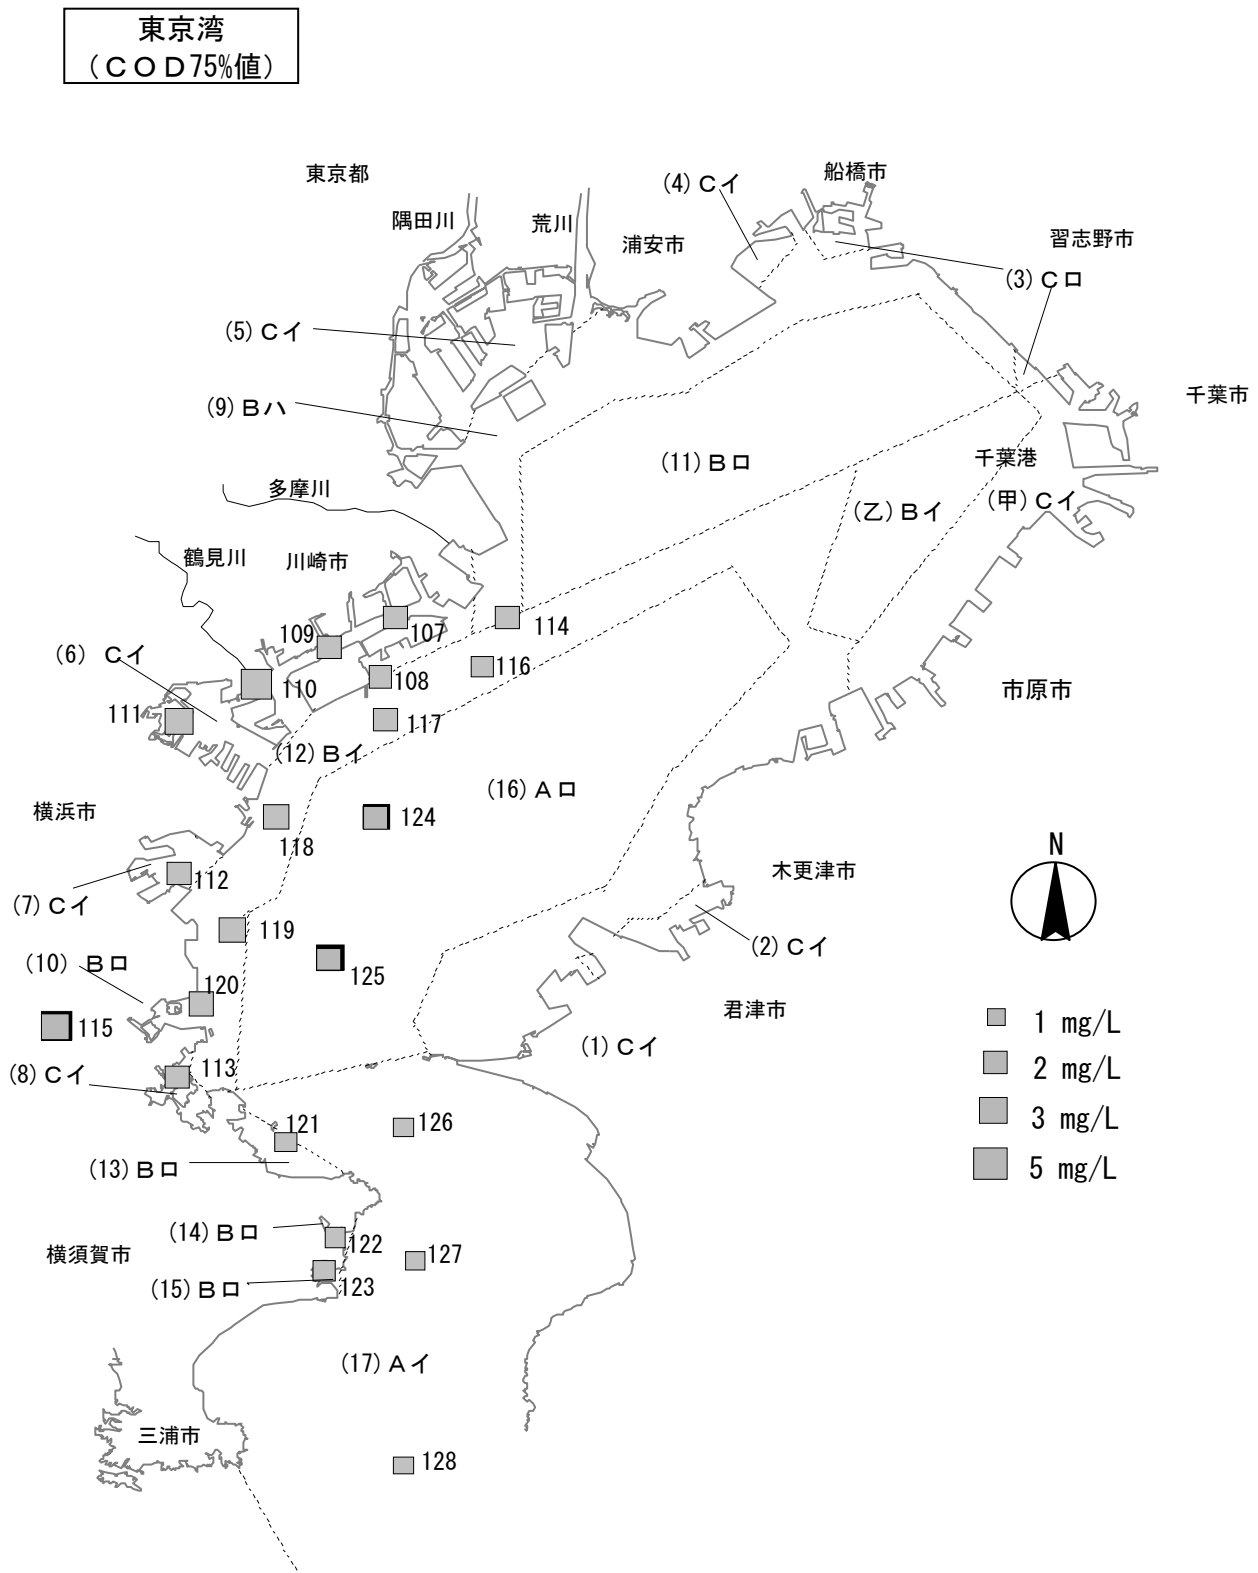 東京湾
（ＣＯＤ75%値）
東京都
(4)Ｃイ
船橋市
隅田川
荒川
浦安市
習志野市
(3)Ｃロ
(5)Ｃイ
(9)Ｂハ
千葉市
(11)Ｂロ
千葉港
多摩川
(乙)Ｂイ
(甲)Ｃイ
鶴見川
川崎市
109
107
114
(6) Ｃイ
116
110
108
市原市
111
117
(12)Ｂイ
(16)Ａロ
横浜市
124
118
N
112
木更津市
(7)Ｃイ
119
(2)Ｃイ
(10) Ｂロ
125
120
君津市
1 mg/L
115
(1)Ｃイ
2 mg/L
113
(8)Ｃイ
3 mg/L
126
121
(13)Ｂロ
5 mg/L
(14)Ｂロ
122
127
横須賀市
(15)Ｂロ
123
(17)Ａイ
三浦市
128